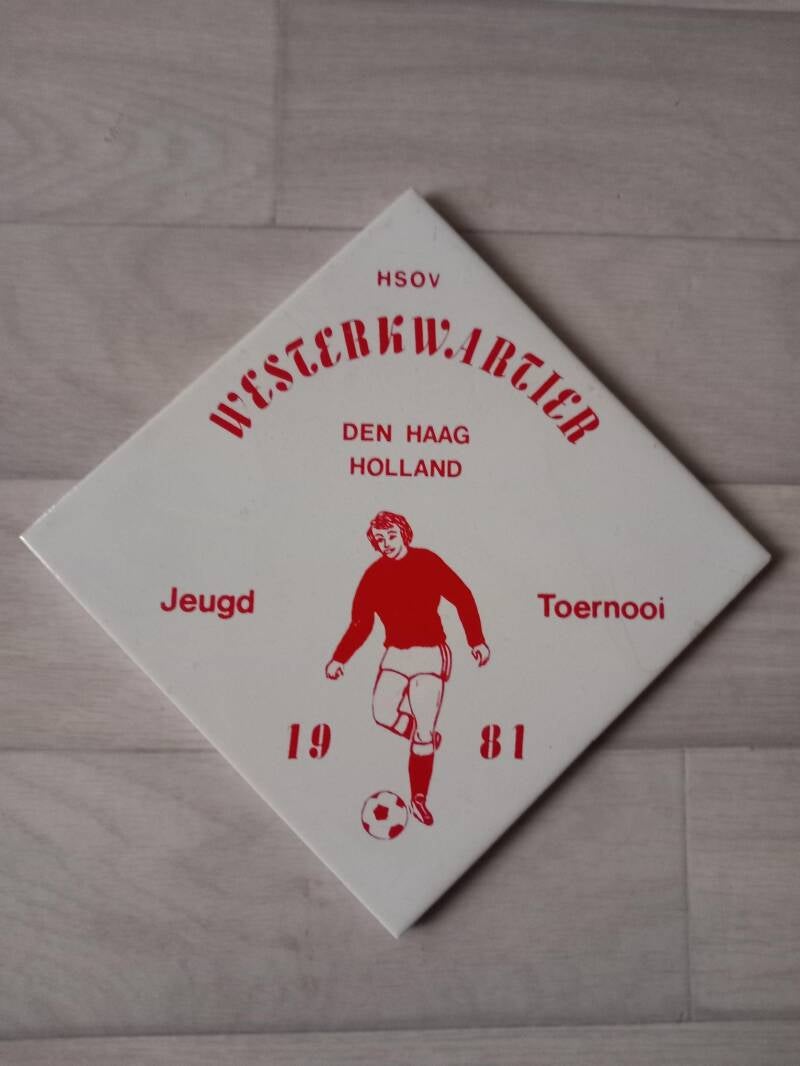 HSOV
WESTERKWARTIER
DEN HAAG
HOLLAND
Jeugd Toernooi
19 81